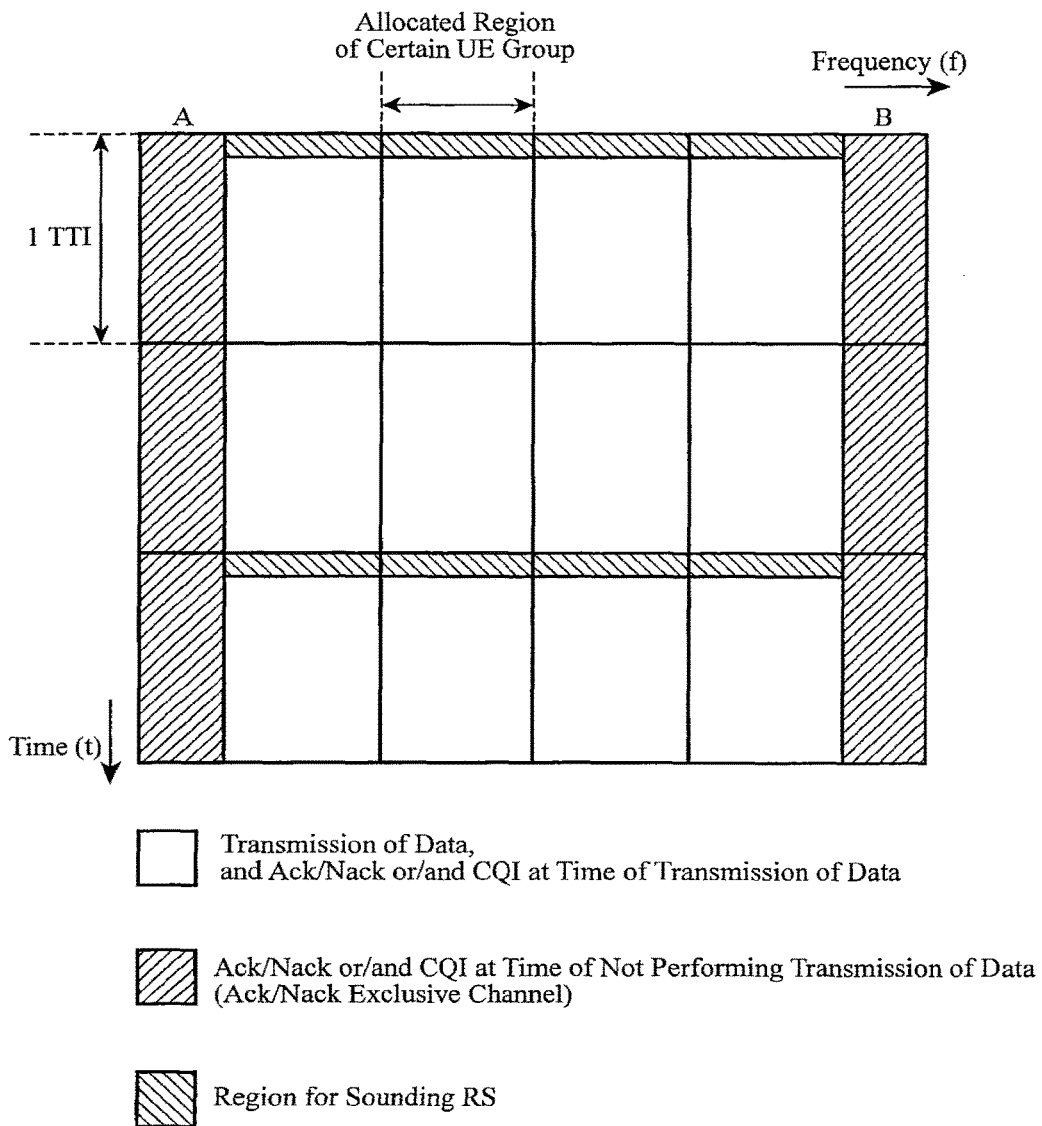 Allocated Region
of Certain UE Group
Frequency (f)
A
B
1 TTI
Time (t)
Transmission of Data,
and Ack/Nack or/and CQI at Time of Transmission of Data
Ack/Nack or/and CQI at Time of Not Performing Transmission of Data
(Ack/Nack Exclusive Channel)
Region for Sounding RS